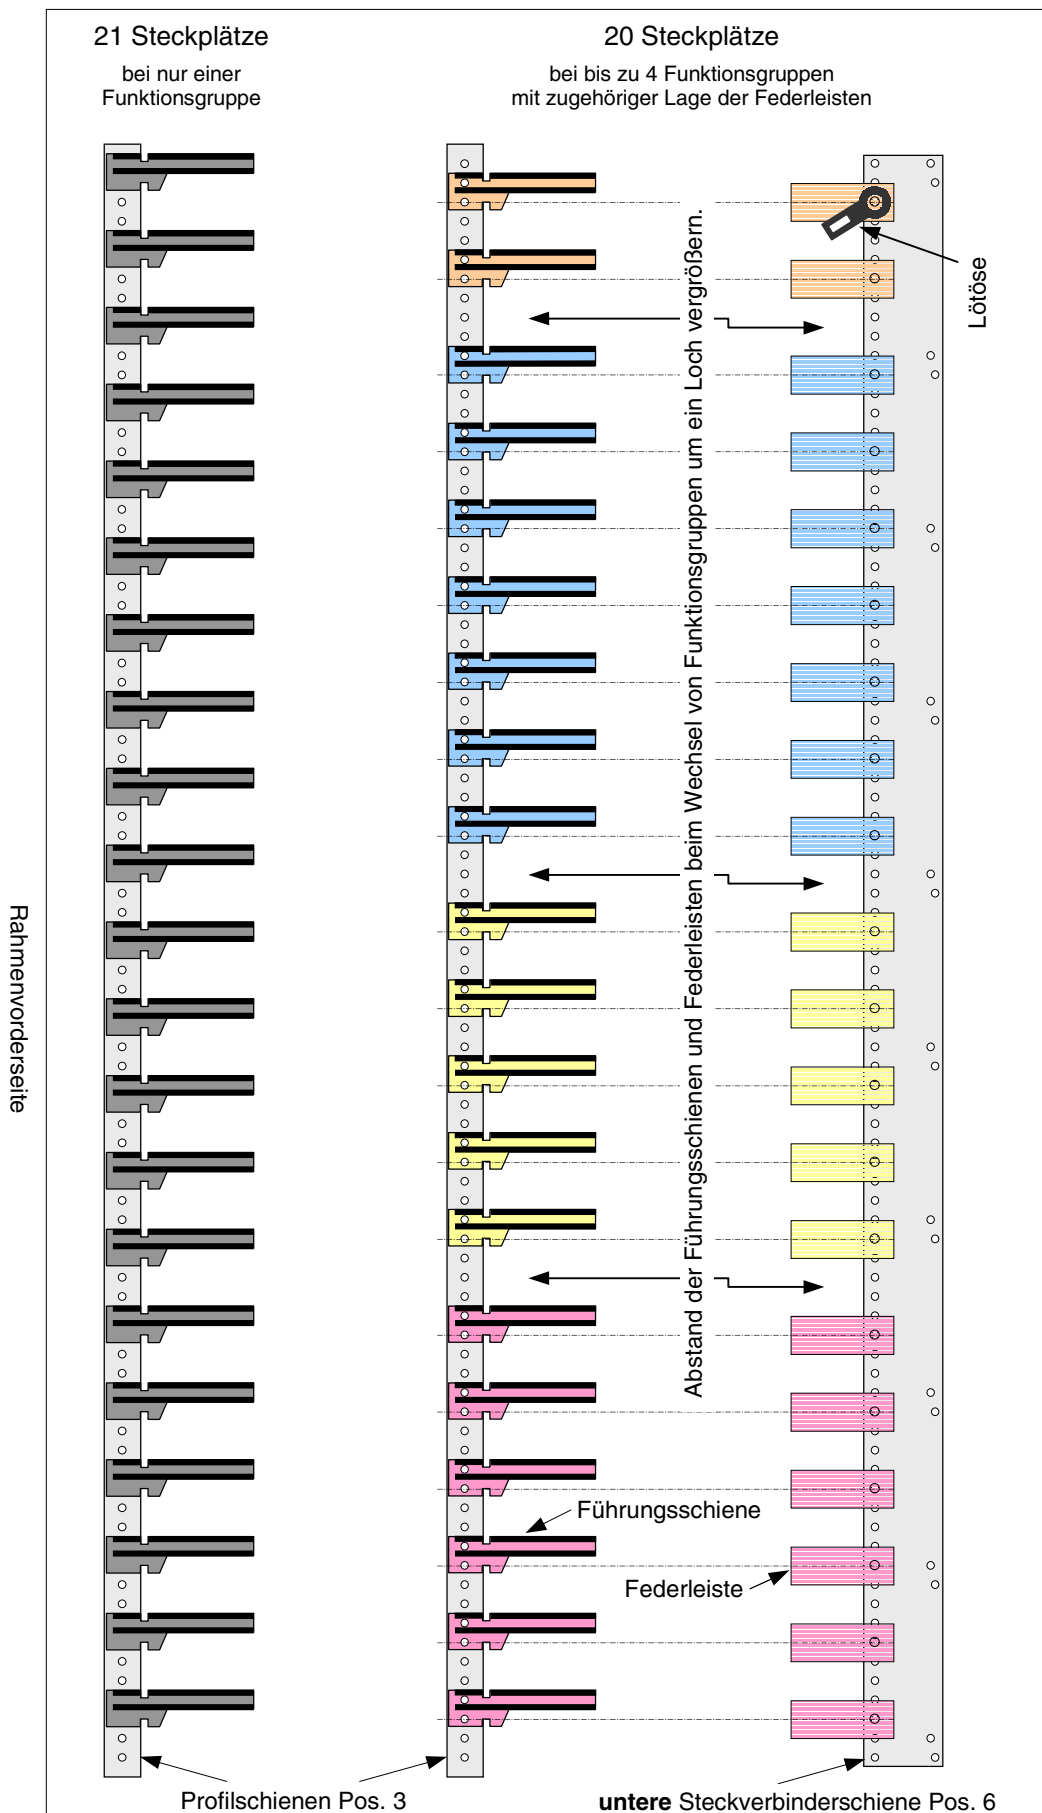 21 Steckplätze
bei nur einer
Funktionsgruppe
20 Steckplätze
bei bis zu 4 Funktionsgruppen
mit zugehöriger Lage der Federleisten
Lötöse
Abstand der Führungsschienen und Federleisten beim Wechsel von Funktionsgruppen um ein Loch vergrößern.
Rahmenvorderseite
Führungsschiene
Federleiste
Profilschienen Pos. 3
untere Steckverbinderschiene Pos. 6